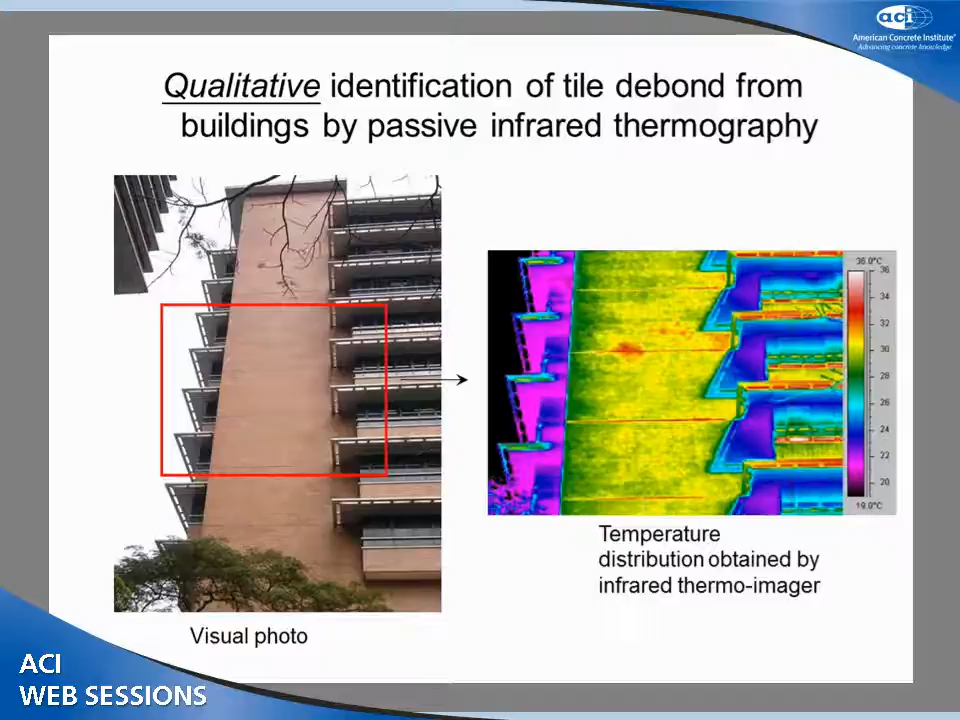 aci
American Concrete Institute®
Advancing concrete knowledge
Qualitative identification of tile debond from
buildings by passive infrared thermography
36.0°C
36
34
32
30
28
26
24
22
20
19.0°C
Temperature
distribution obtained by
infrared thermo-imager
Visual photo
ACI
WEB SESSIONS